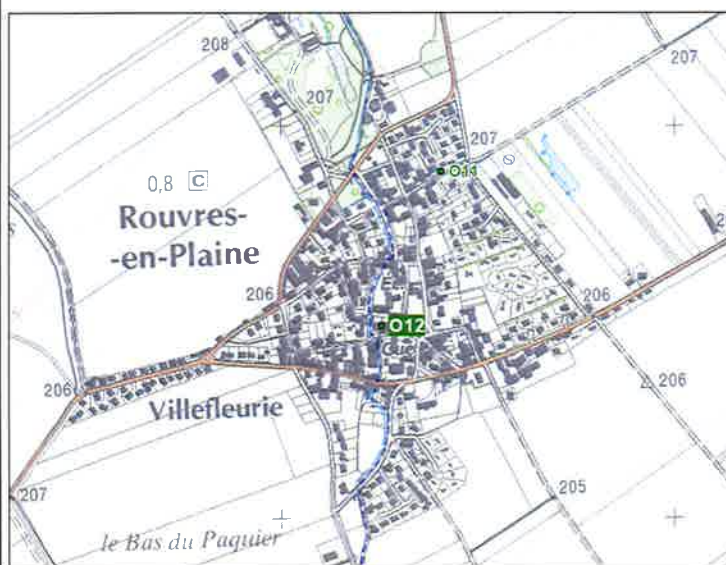 208
207
207
207
O11
0,8 C
Rouvres-
-en-Plaine
206
206
O12
Gué
206
206
Villefleurie
207
205
le Bas du Paquier